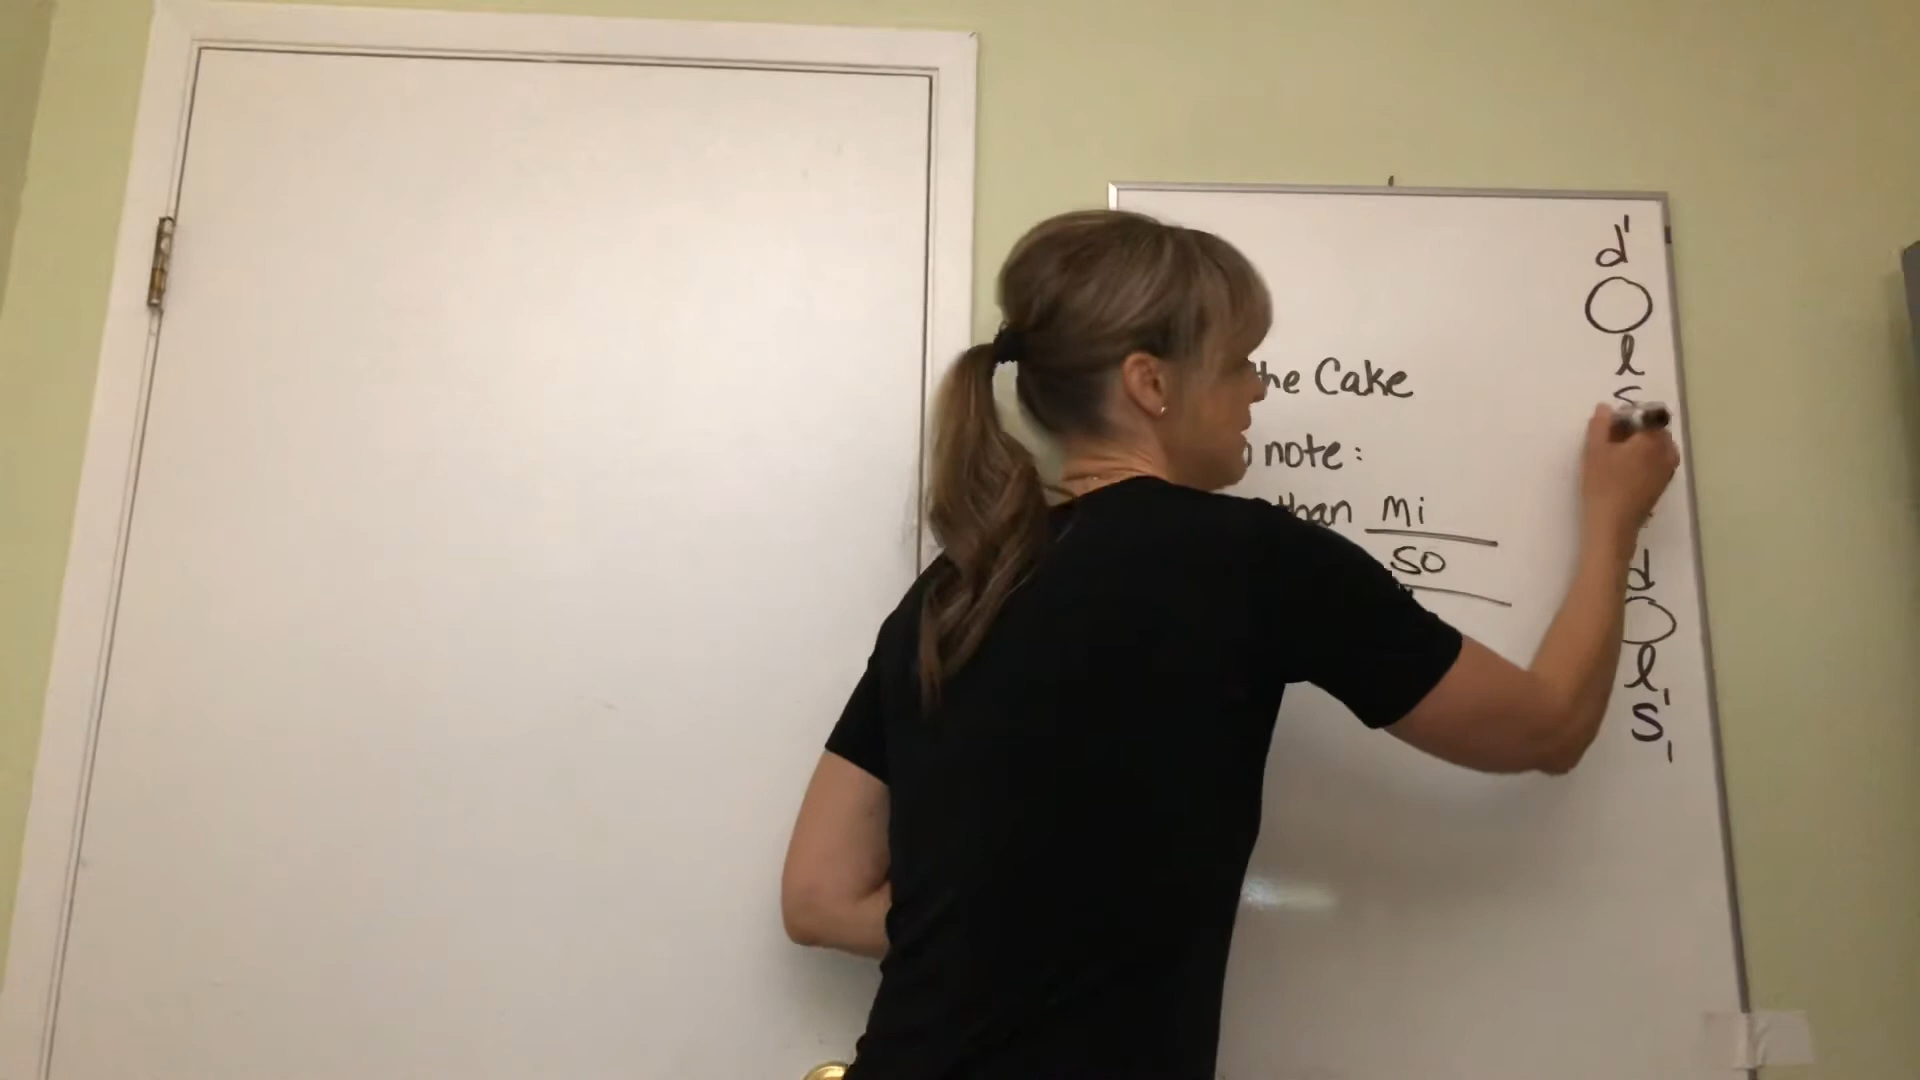 d'
l
the Cake
s
note:
than mi
so
d
l
s